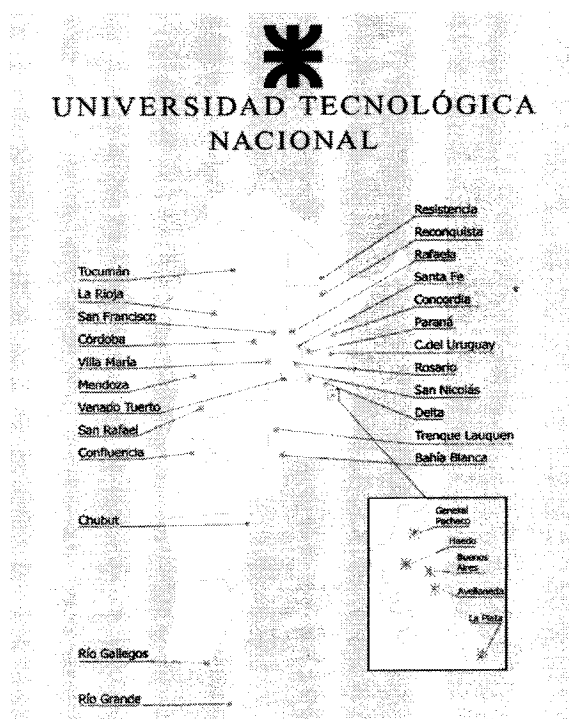 UNIVERSIDAD TECNOLÓGICA
NACIONAL
Tucumán
La Rioja
San Francisco
Córdoba
Villa María
Mendoza
Venado Tuerto
San Rafael
Confluencia
Chubut
Río Gallegos
Río Grande
Resistencia
Reconquista
Rafaela
Santa Fe
Concordia
Paraná
C.del Uruguay
Rosario
San Nicolás
Delta
Trenque Lauquen
Bahía Blanca
General
Pacheco
Haedo
Buenos
Aires
Avellaneda
La Plata